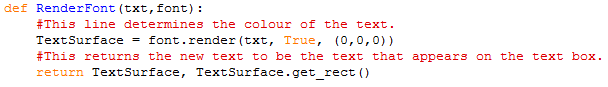 def RenderFont(txt,font):
    #This line determines the colour of the text.
    TextSurface = font.render(txt, True, (0,0,0))
    #This returns the new text to be the text that appears on the text box.
    return TextSurface, TextSurface.get_rect()